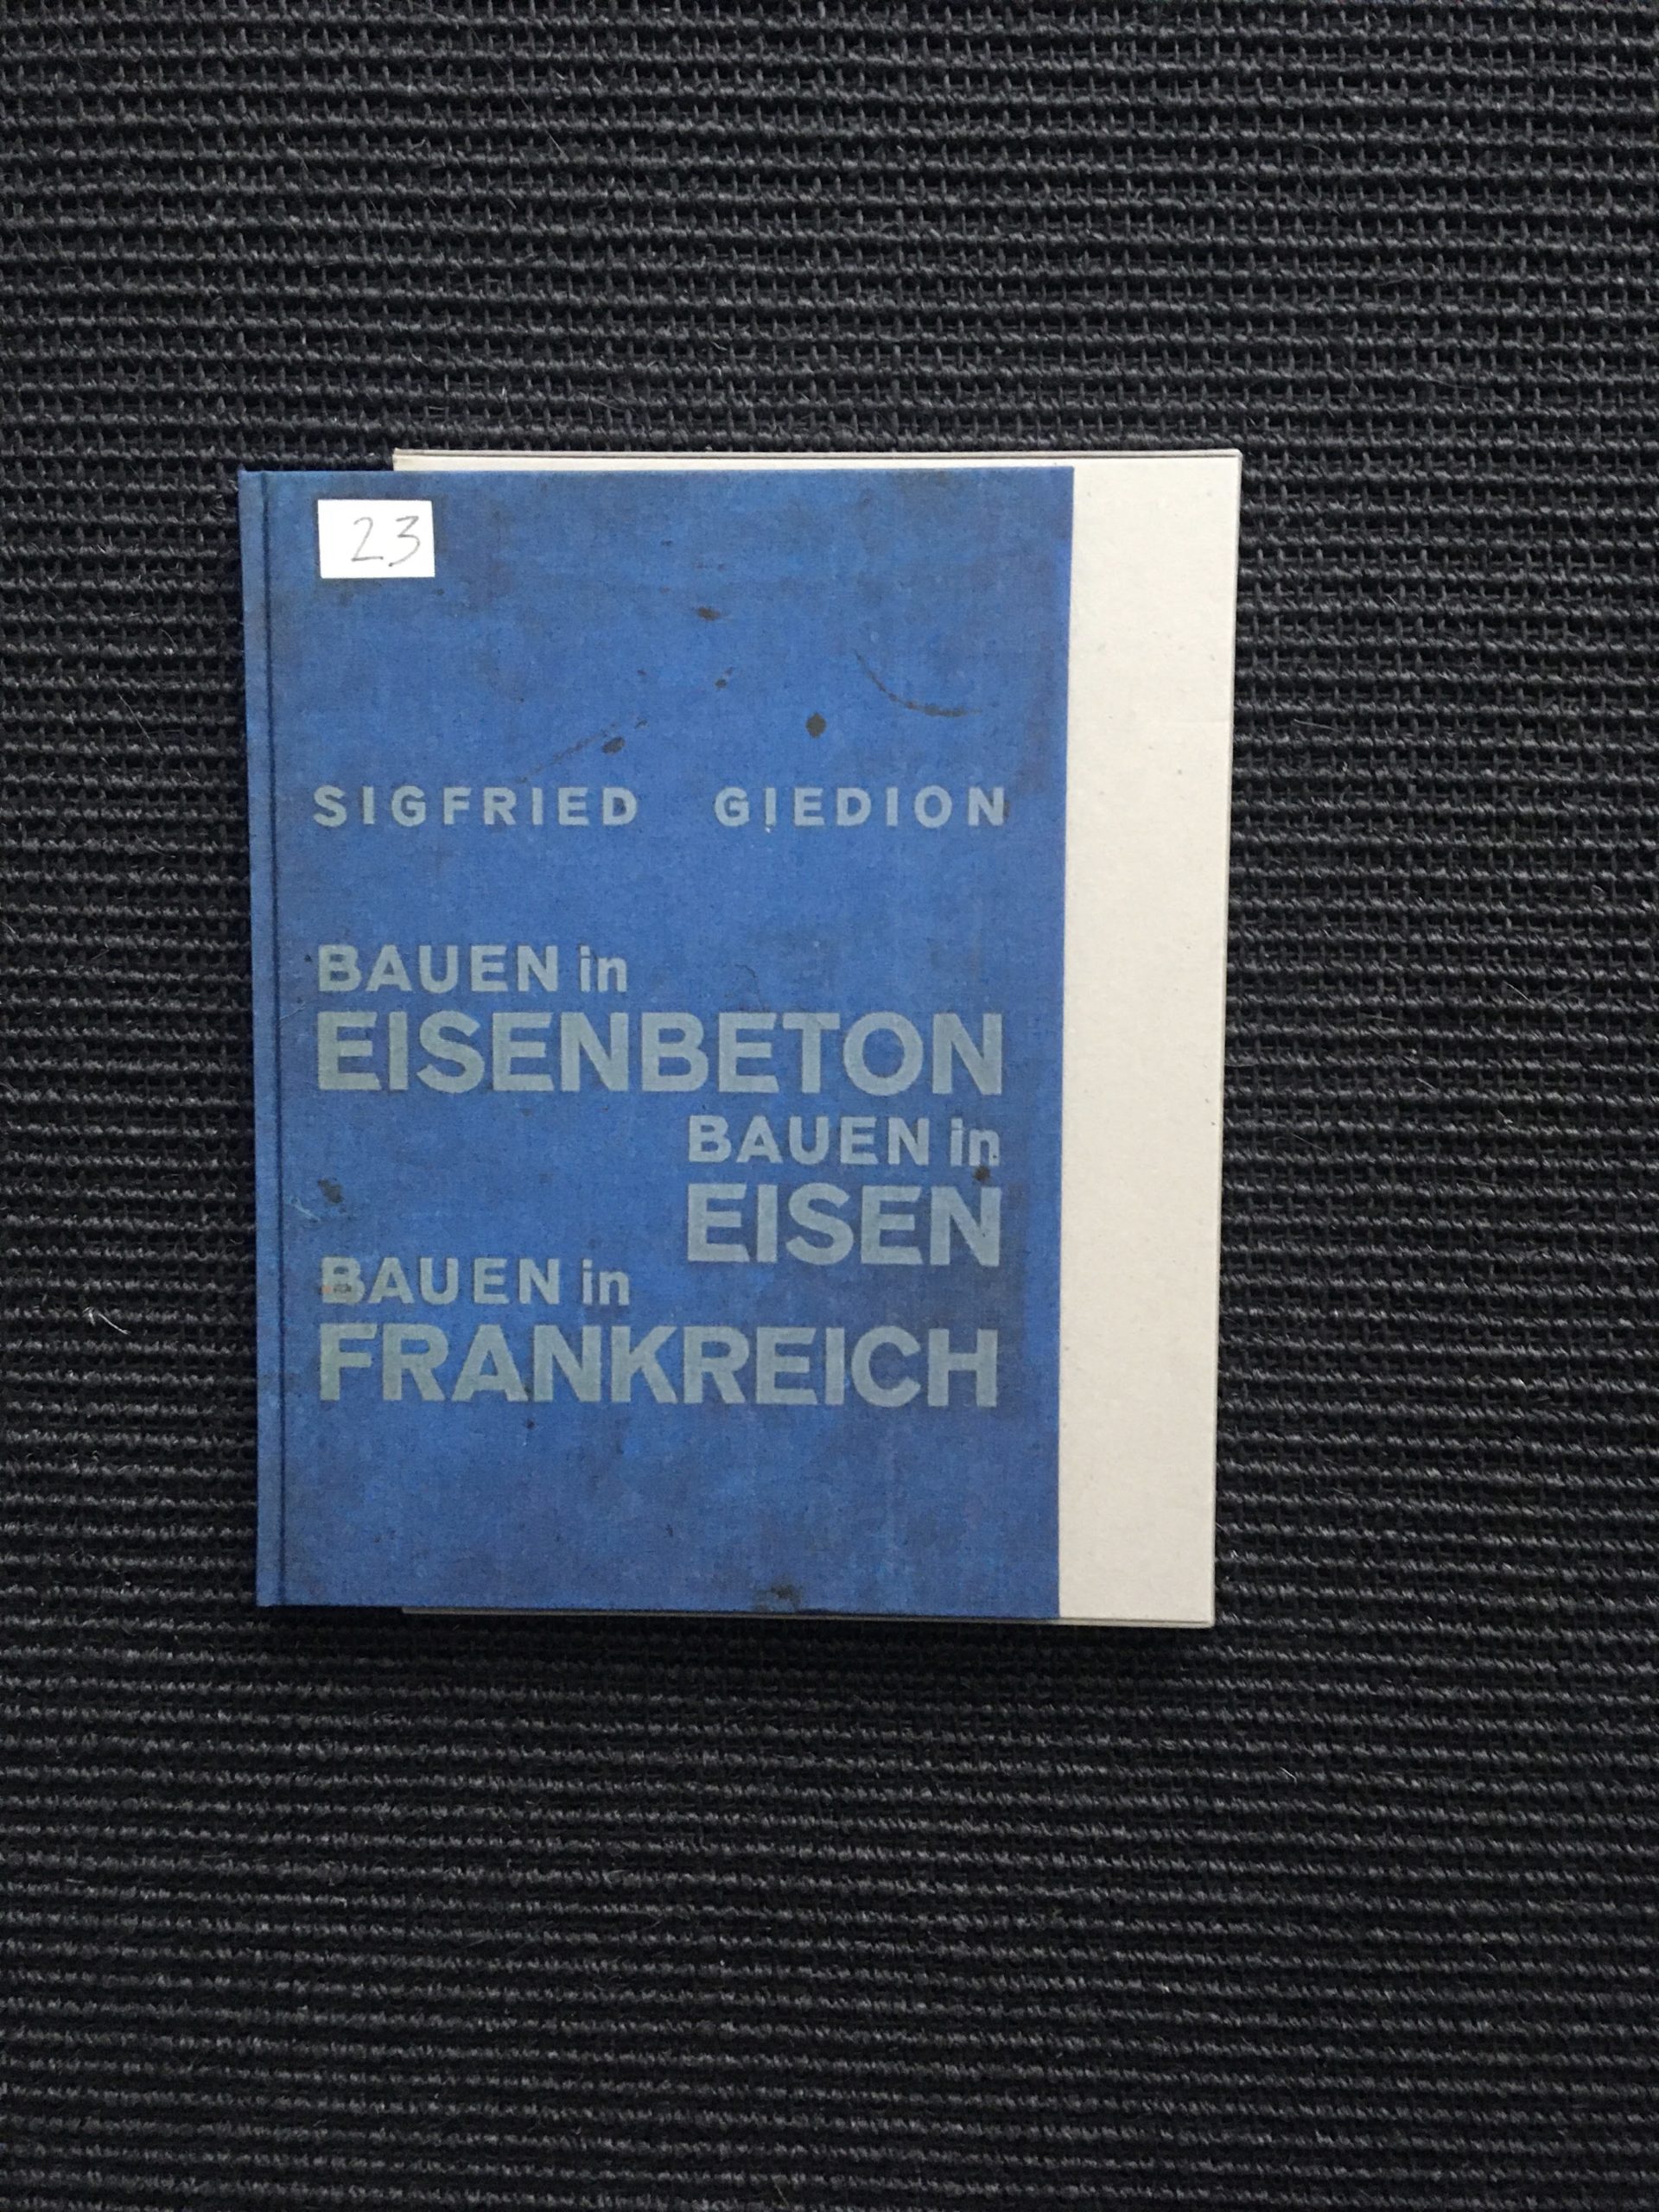 23
SIGFRIED GIEDION
BAUEN in
EISENBETON
BAUEN in
EISEN
BAUEN in
FRANKREICH